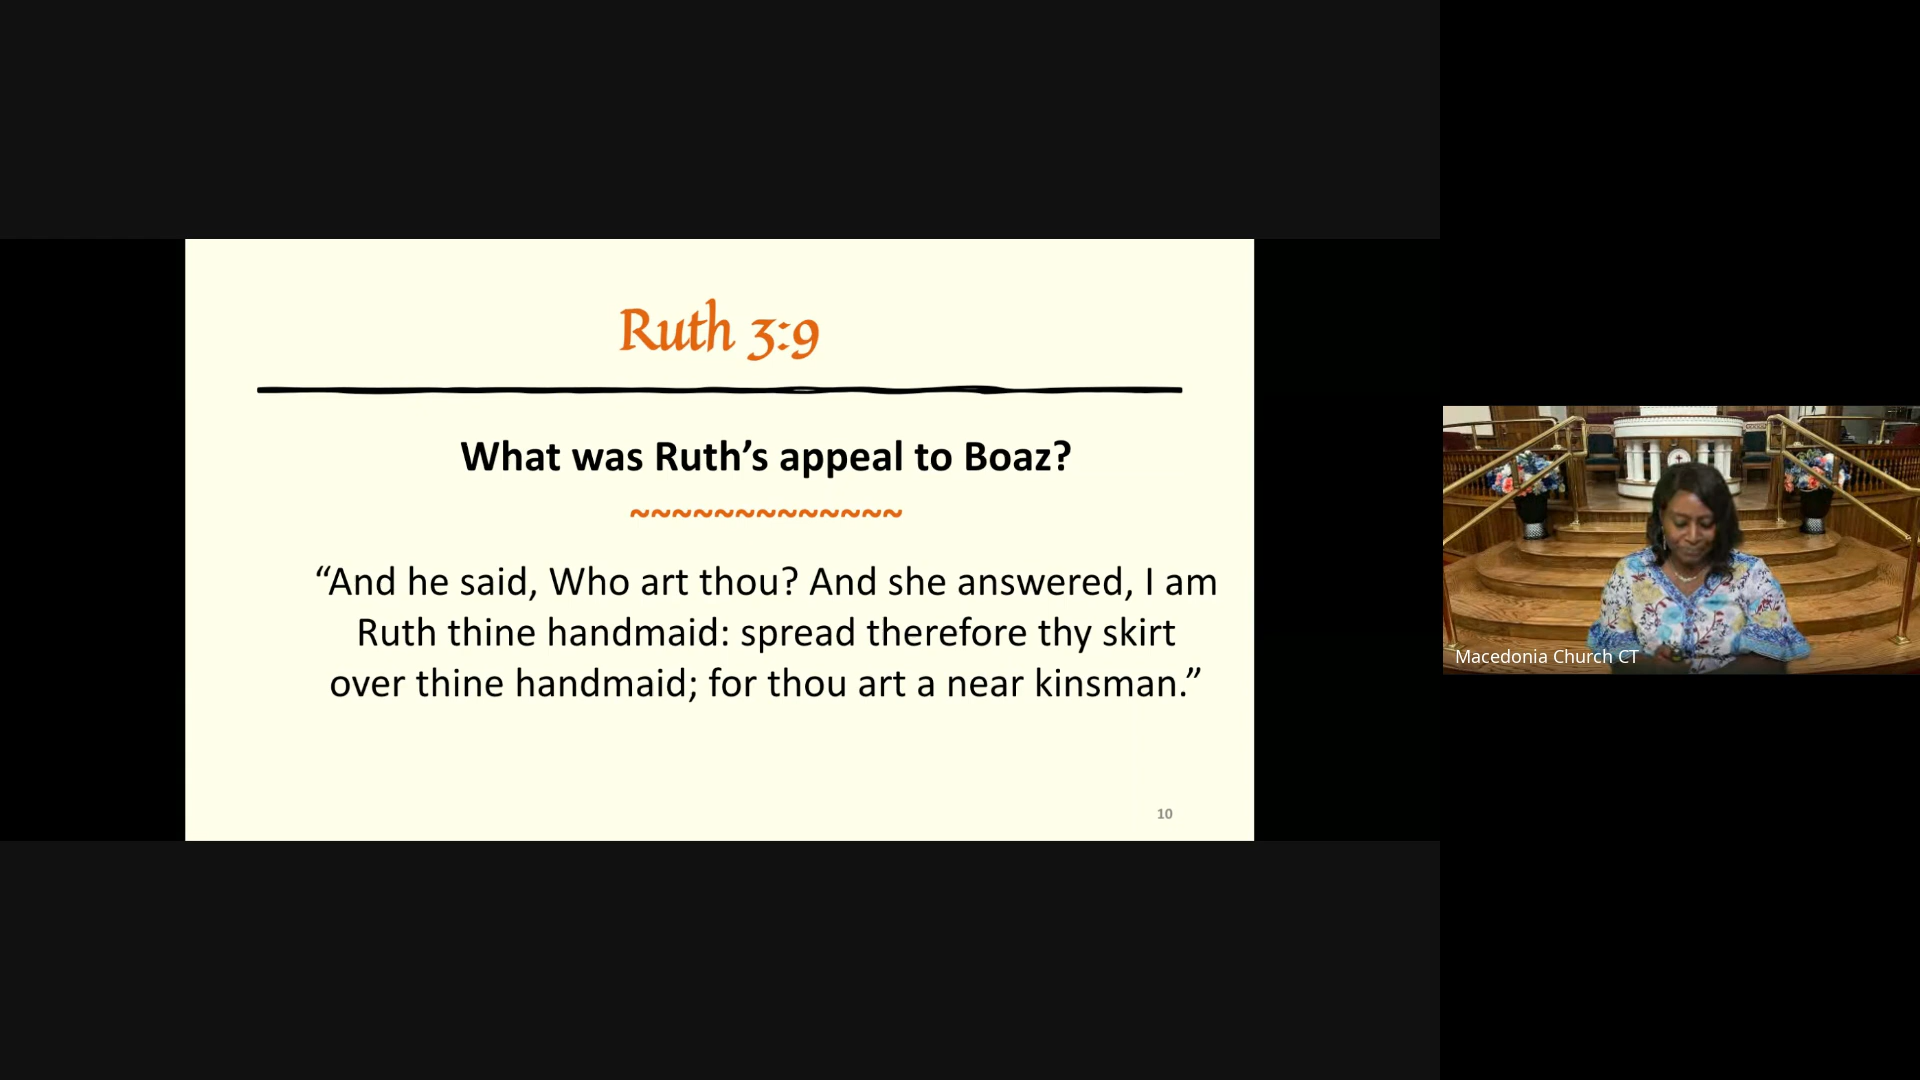 Ruth 3:9
What was Ruth’s appeal to Boaz?
~~~~~~~~~~~~~
“And he said, Who art thou? And she answered, I am
Ruth thine handmaid: spread therefore thy skirt
over thine handmaid; for thou art a near kinsman.”
10
Macedonia Church CT